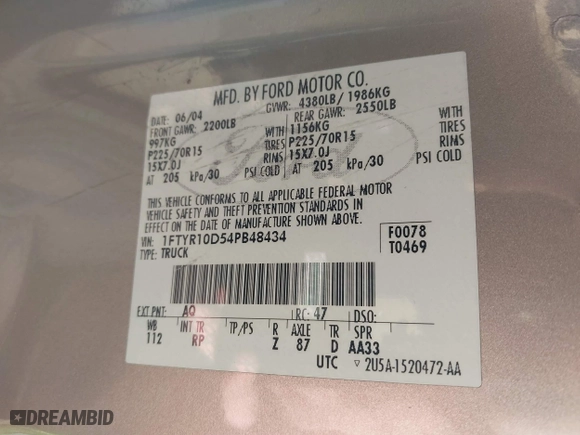 MFD. BY FORD MOTOR CO.
DATE: 06/04 GVWR: 4380LB/ 1986KG
FRONT GAWR: 2200LB REAR GAWR: 2550LB
997KG WITH 1156KG WITH
P225/70R15 TIRES P225/70R15 TIRES
15X7.0J RIMS 15X7.0J RIMS
AT 205 kPa/30 PSI COLD AT 205 kPa/30 PSI COLD
Ford
THIS VEHICLE CONFORMS TO ALL APPLICABLE FEDERAL MOTOR
VEHICLE SAFETY AND THEFT PREVENTION STANDARDS IN
EFFECT ON THE DATE OF MANUFACTURE SHOWN ABOVE.
VIN: 1FTYR10D54PB48434 F0078
TYPE: TRUCK T0469
EXT PNT: AQ RC: 47 DSO:
WB INT TR TP/PS R AXLE TR SPR
112 RP Z 87 D AA33
UTC ▽ 2U5A-1520472-AA
DREAMBID